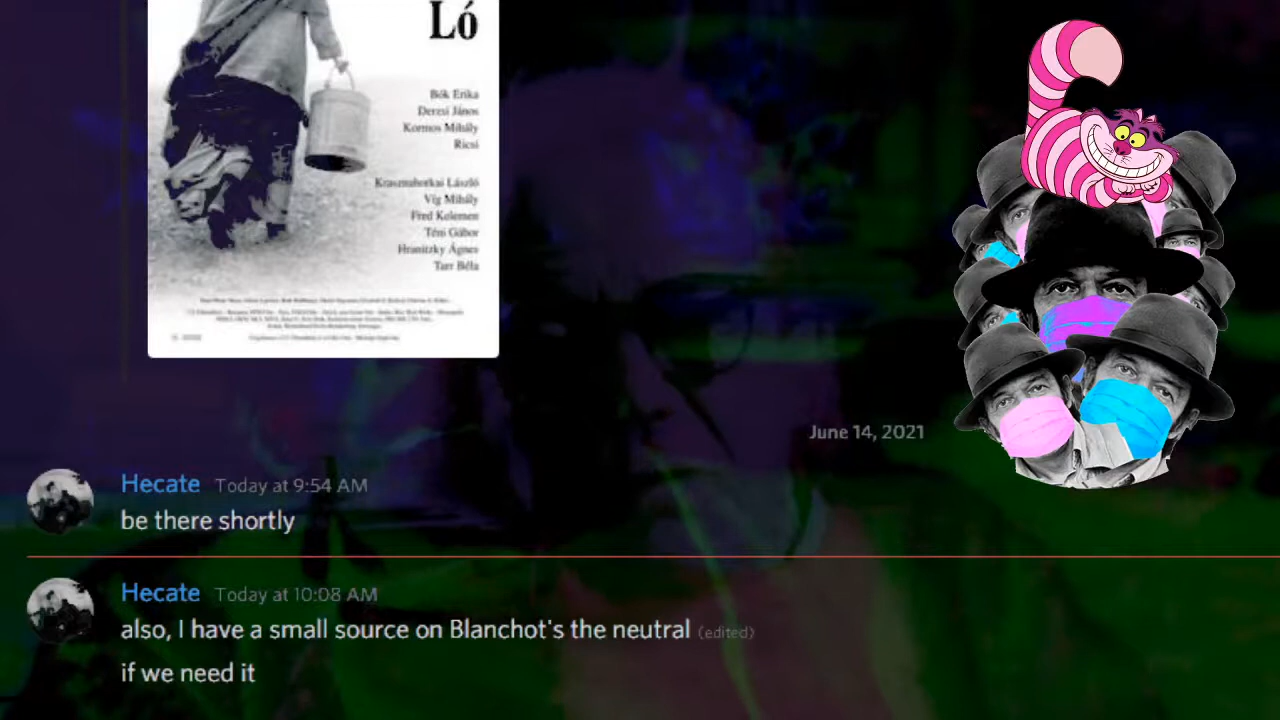 Ló
Bók Erika
Derzsi János
Kormos Mihály
Ricsi
Krasznahorkai László
Víg Mihály
Fred Kelemen
Téni Gábor
Hranitzky Ágnes
Tarr Béla
June 14, 2021
Hecate Today at 9:54 AM
be there shortly
Hecate Today at 10:08 AM
also, I have a small source on Blanchot's the neutral (edited)
if we need it